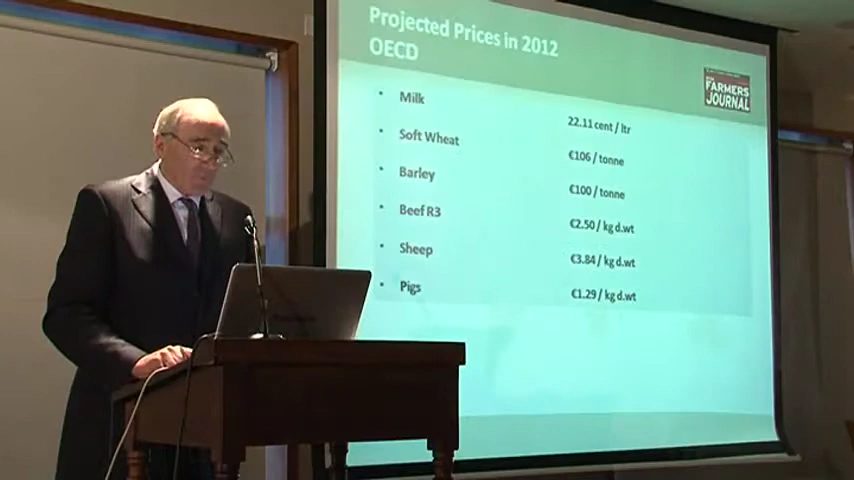 Projected Prices in 2012
OECD
FARMERS
JOURNAL
• Milk 22.11 cent / ltr
• Soft Wheat €106 / tonne
• Barley €100 / tonne
• Beef R3 €2.50 / kg d.wt
• Sheep €3.84 / kg d.wt
• Pigs €1.29 / kg d.wt